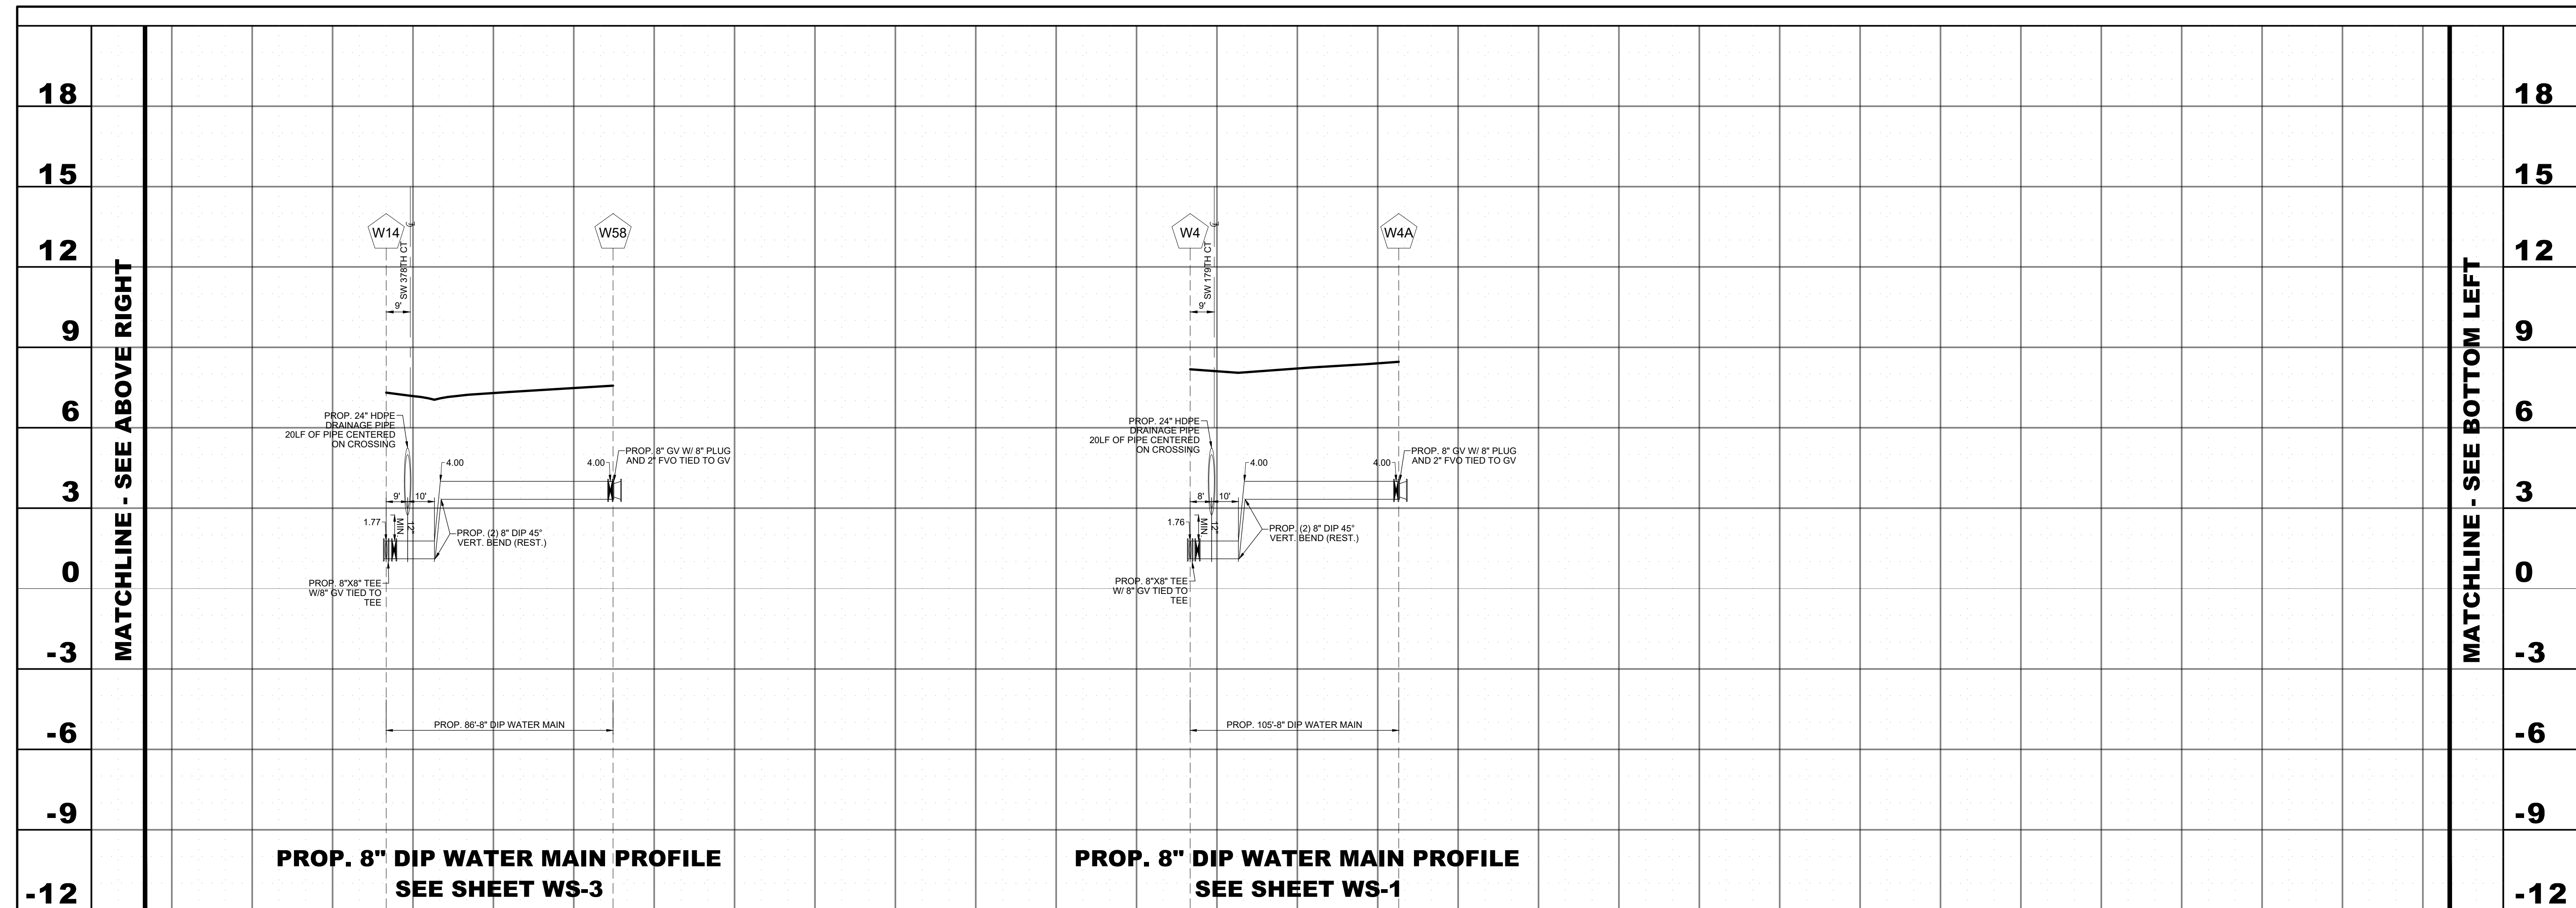 18
15
12
9
6
3
0
-3
-6
-9
-12
MATCHLINE - SEE ABOVE RIGHT
W14
SW 378TH CT
9'
W58
PROP. 24" HDPE
DRAINAGE PIPE
20LF OF PIPE CENTERED
ON CROSSING
4.00
4.00
PROP. 8" GV W/ 8" PLUG
AND 2" FVO TIED TO GV
9'
10'
1.77
12"
MIN
PROP. (2) 8" DIP 45°
VERT. BEND (REST.)
PROP. 8"X8" TEE
W/8" GV TIED TO
TEE
PROP. 86'-8" DIP WATER MAIN
PROP. 8" DIP WATER MAIN PROFILE
SEE SHEET WS-3
W4
SW 179TH CT
9'
W4A
PROP. 24" HDPE
DRAINAGE PIPE
20LF OF PIPE CENTERED
ON CROSSING
4.00
4.00
PROP. 8" GV W/ 8" PLUG
AND 2" FVO TIED TO GV
8'
10'
1.76
12"
MIN
PROP. (2) 8" DIP 45°
VERT. BEND (REST.)
PROP. 8"X8" TEE
W/ 8" GV TIED TO
TEE
PROP. 105'-8" DIP WATER MAIN
PROP. 8" DIP WATER MAIN PROFILE
SEE SHEET WS-1
MATCHLINE - SEE BOTTOM LEFT
18
15
12
9
6
3
0
-3
-6
-9
-12